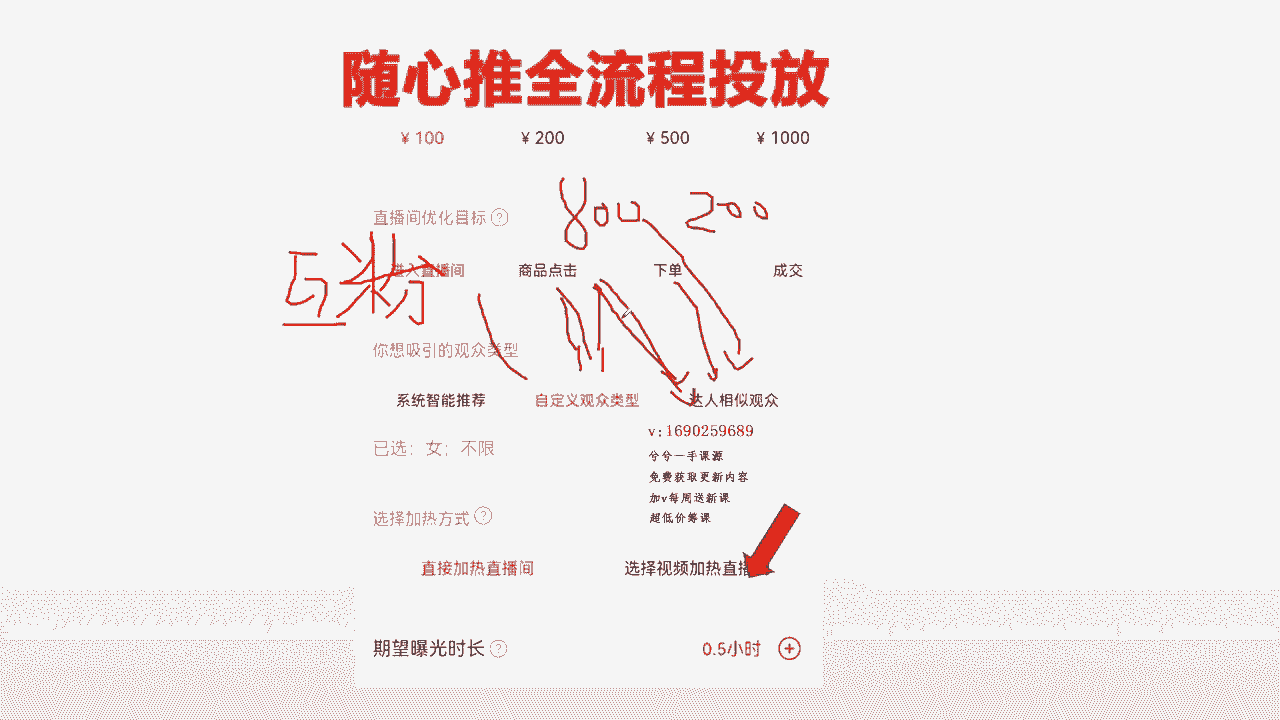 随心推全流程投放
¥ 100 ¥ 200 ¥ 500 ¥ 1000
800 200
直播间优化目标 ?
进入直播间 商品点击 下单 成交
互粉
你想吸引的观众类型
系统智能推荐 自定义观众类型 达人相似观众
v:1690259689
已选：女；不限
兮兮一手课源
免费获取更新内容
加v每周送新课
超低价筹课
选择加热方式 ?
直接加热直播间 选择视频加热直播
期望曝光时长 ? 0.5小时 +